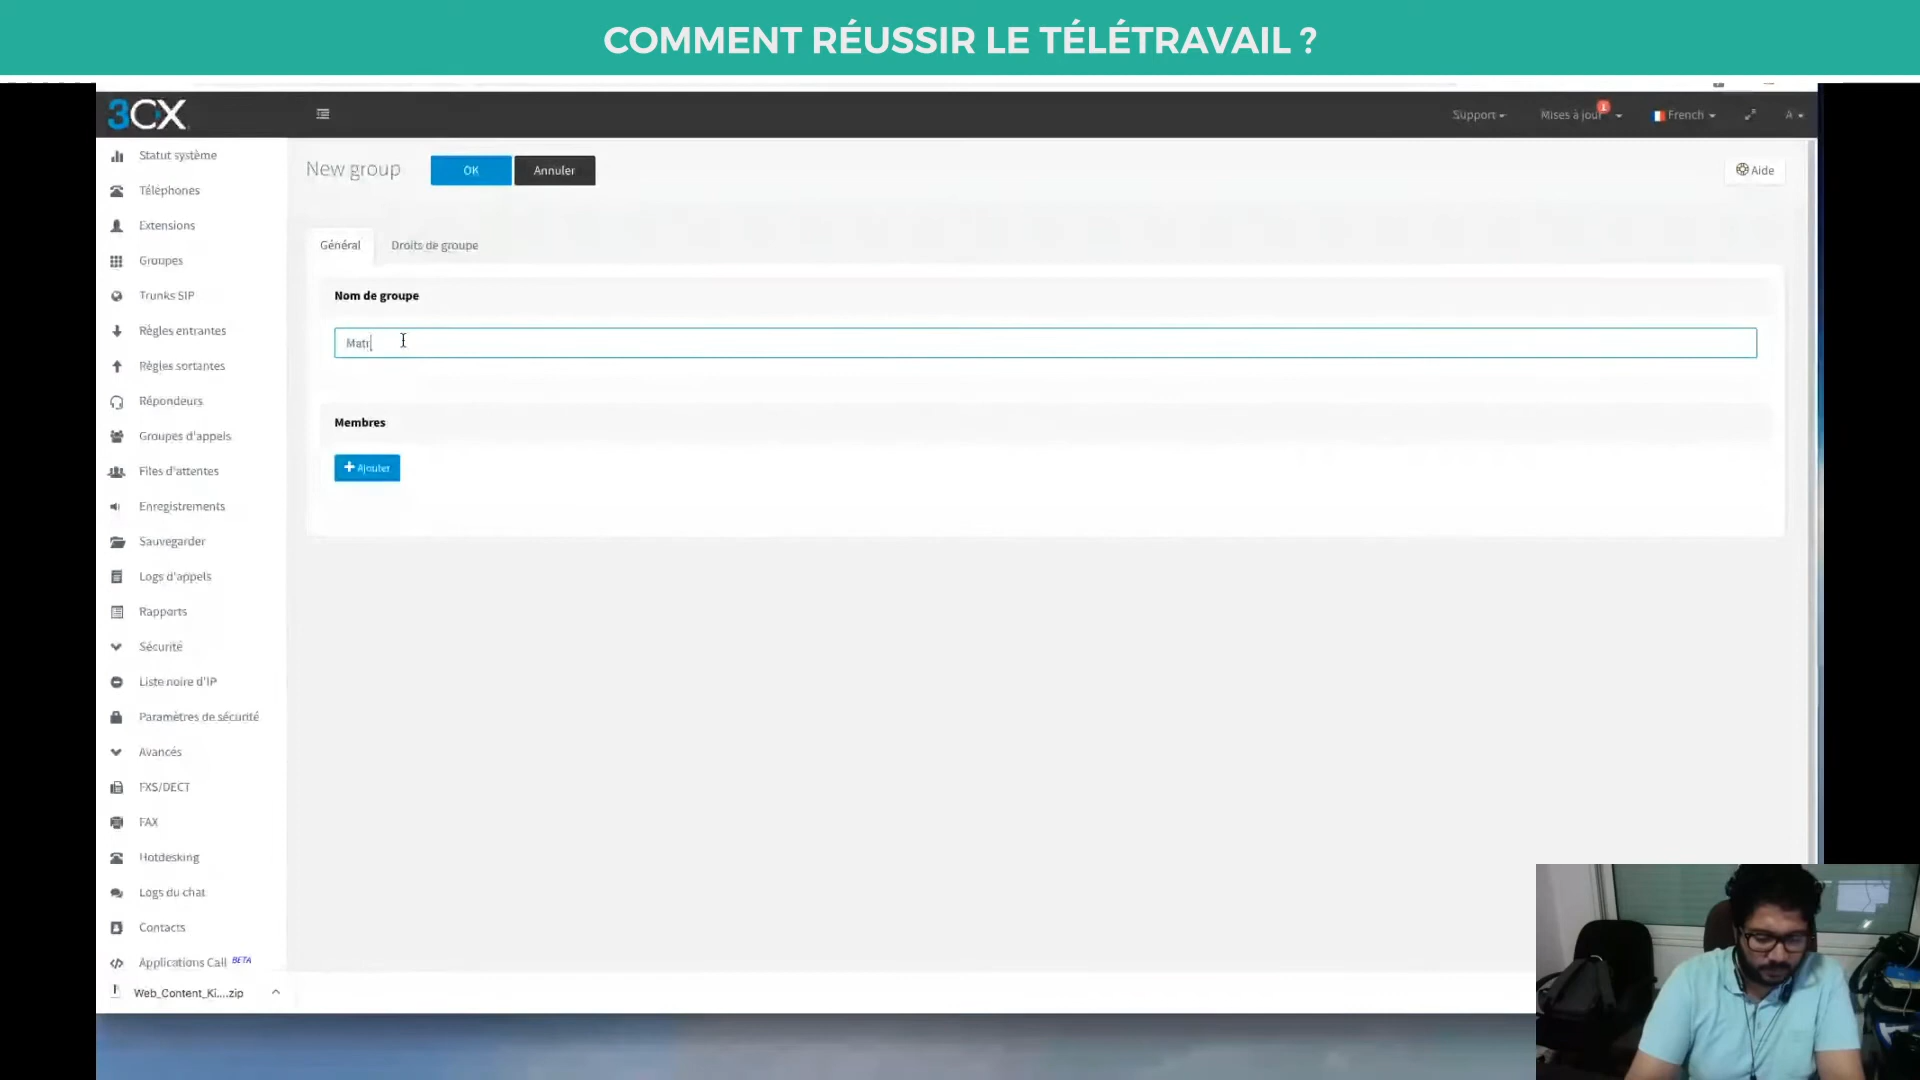 COMMENT RÉUSSIR LE TÉLÉTRAVAIL ?
3CX
Support
Mises à jour
1
French
A
Statut système
Téléphones
Extensions
Groupes
Trunks SIP
Règles entrantes
Règles sortantes
Répondeurs
Groupes d'appels
Files d'attentes
Enregistrements
Sauvegarder
Logs d'appels
Rapports
Sécurité
Liste noire d'IP
Paramètres de sécurité
Avancés
FXS/DECT
FAX
Hotdesking
Logs du chat
Contacts
Applications Call BETA
New group
OK
Annuler
Aide
Général
Droits de groupe
Nom de groupe
Matr
Membres
Ajouter
Web_Content_Ki....zip